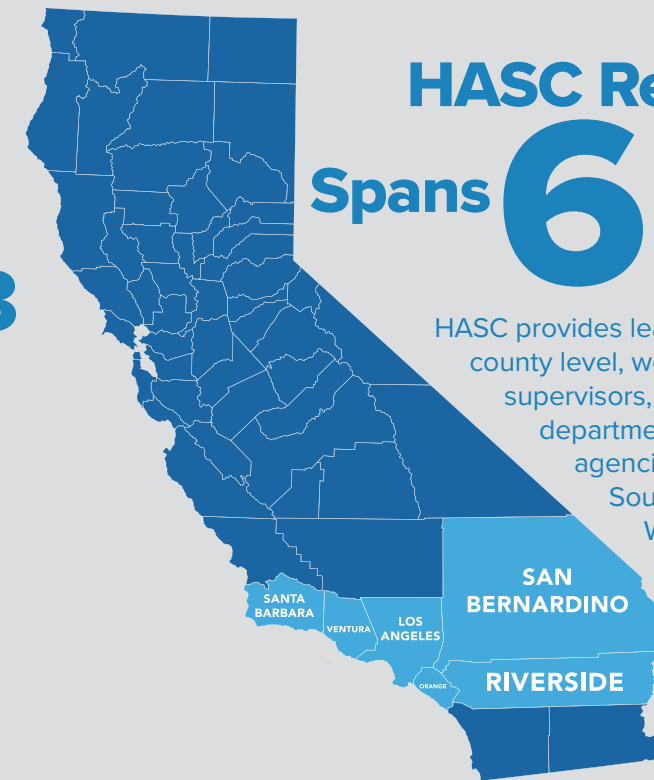 HASC Re
Spans 6
HASC provides lea
county level, w
supervisors,
departme
agenci
Sou
W
SANTA
BARBARA
VENTURA
LOS
ANGELES
ORANGE
SAN
BERNARDINO
RIVERSIDE